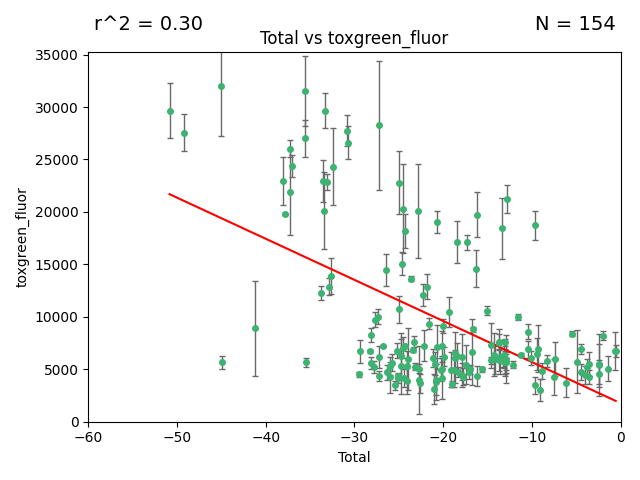 r^2 = 0.30 N = 154
Total vs toxgreen_fluor
35000
30000
25000
20000
15000
10000
5000
0
toxgreen_fluor
−60 −50 −40 −30 −20 −10 0
Total